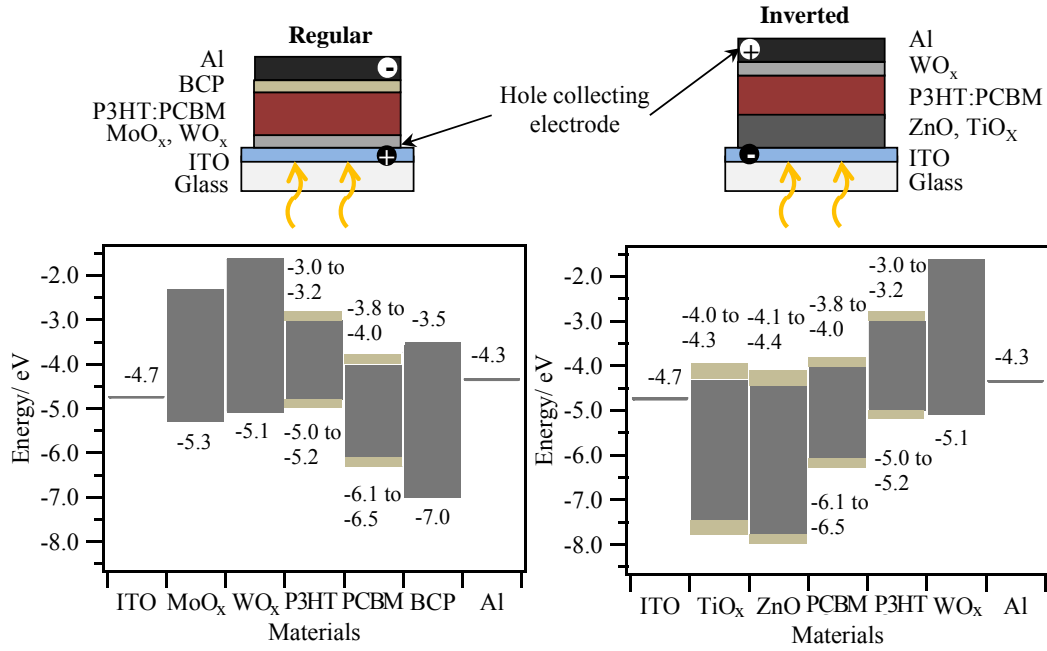 Regular
Al
BCP
P3HT:PCBM
MoOx, WOx
ITO
Glass
-
+
Hole collecting
electrode
Inverted
Al
WOx
P3HT:PCBM
ZnO, TiOX
ITO
Glass
+
-
Energy/ eV
-2.0
-3.0
-4.0
-5.0
-6.0
-7.0
-8.0
-4.7
-5.3
-5.1
-3.0 to
-3.2
-5.0 to
-5.2
-3.8 to
-4.0
-6.1 to
-6.5
-3.5
-7.0
-4.3
ITO MoOx WOx P3HT PCBM BCP Al
Materials
Energy/ eV
-2.0
-3.0
-4.0
-5.0
-6.0
-7.0
-8.0
-4.7
-4.0 to
-4.3
-4.1 to
-4.4
-3.8 to
-4.0
-6.1 to
-6.5
-3.0 to
-3.2
-5.0 to
-5.2
-5.1
-4.3
ITO TiOx ZnO PCBM P3HT WOx Al
Materials